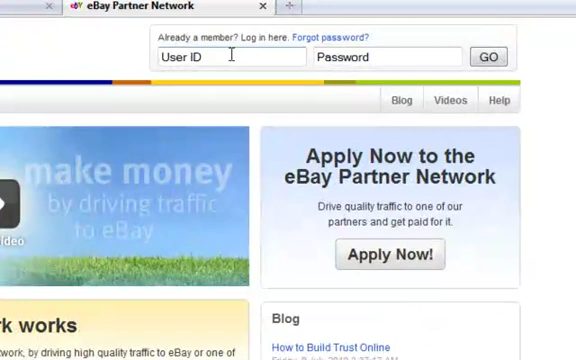 eBay Partner Network
Already a member? Log in here. Forgot password?
User ID
Password
GO
Blog
Videos
Help
make money
by driving traffic
to eBay
Apply Now to the
eBay Partner Network
Drive quality traffic to one of our
partners and get paid for it.
Apply Now!
ideo
rk works
Blog
How to Build Trust Online
work, by driving high quality traffic to eBay or one of